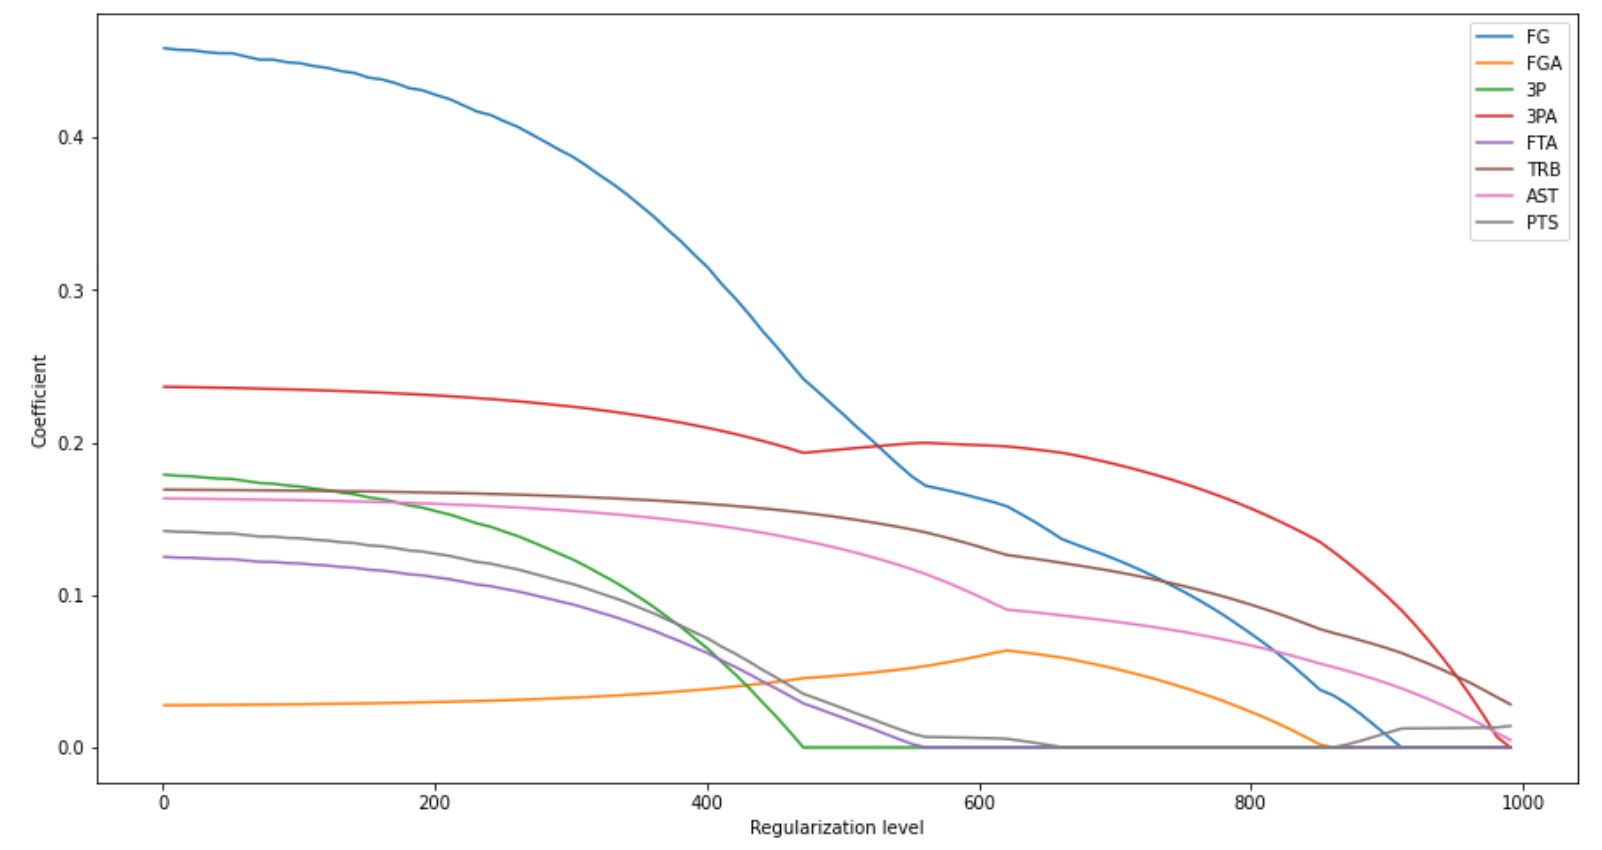 FG
FGA
3P
3PA
FTA
TRB
AST
PTS
0.4
0.3
0.2
0.1
0.0
Coefficient
0 200 400 600 800 1000
Regularization level